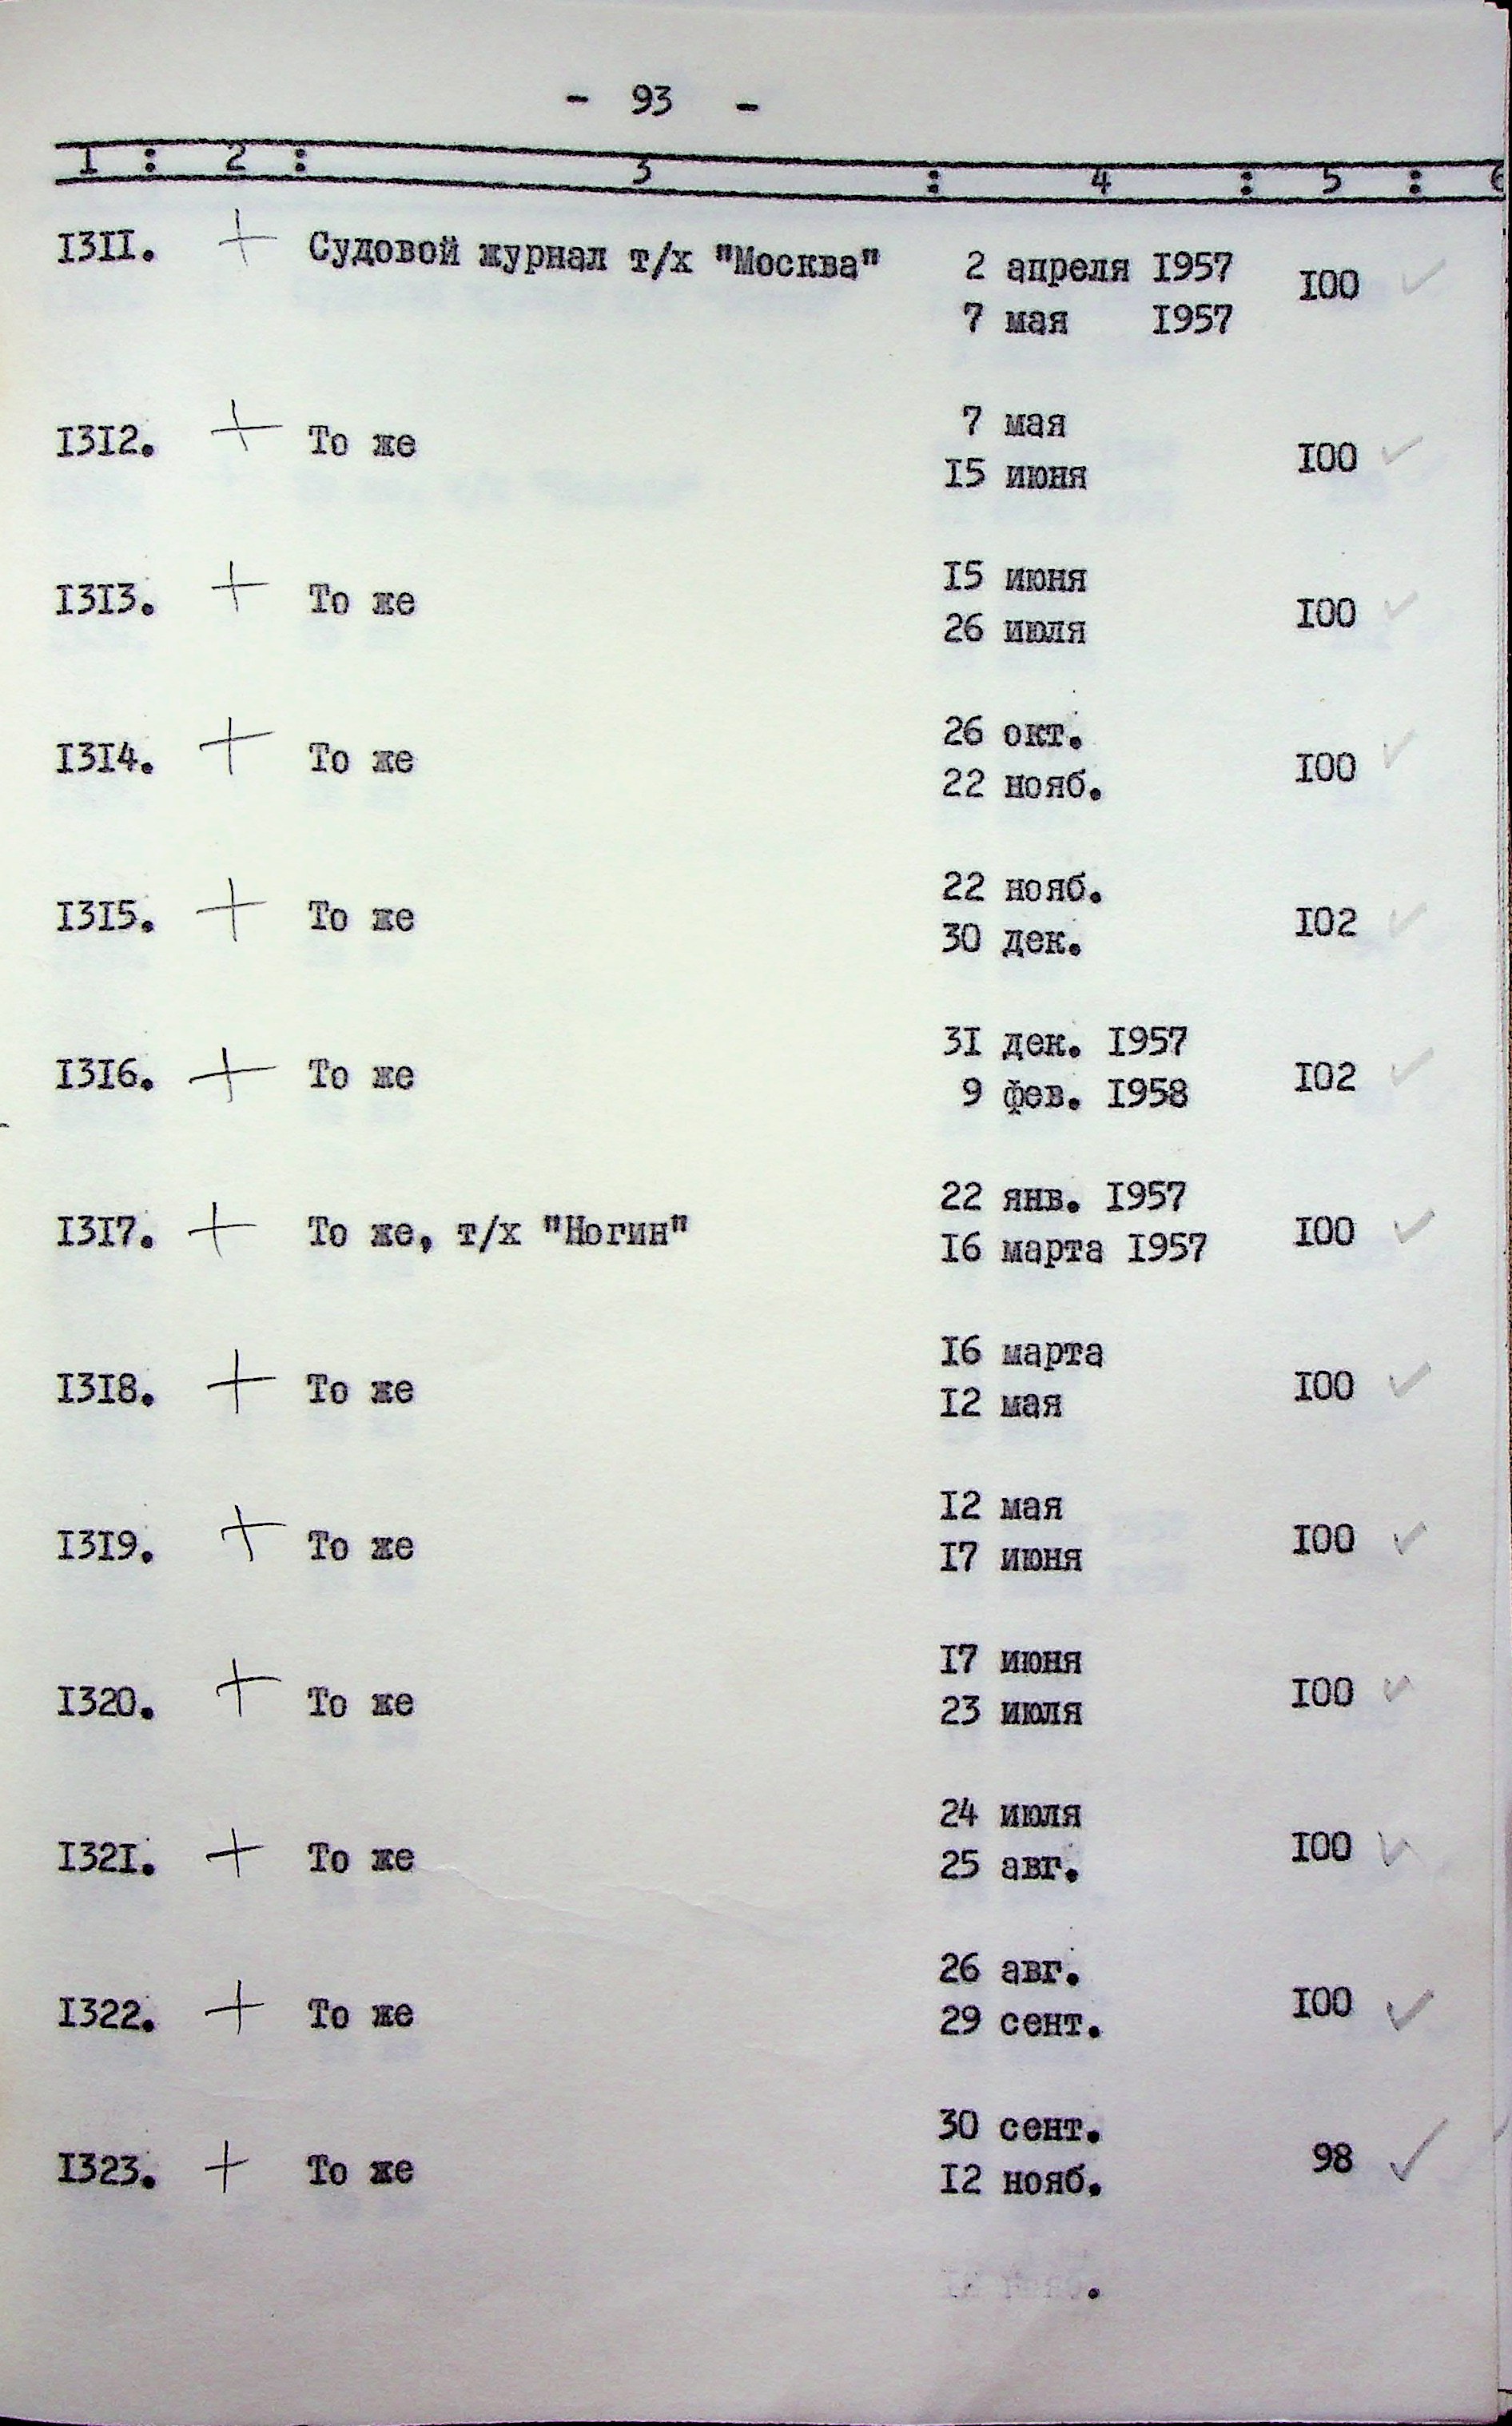 - 93 -
1 : 2 : 3 : 4 : 5 : 6
I3II. + Судовой журнал т/х "Москва" 2 апреля I957 I00 ✓
7 мая I957
I3I2. + То же 7 мая I00 ✓
I5 июня
I3I3. + То же I5 июня I00 ✓
26 июля
I3I4. + То же 26 окт. I00 ✓
22 нояб.
I3I5. + То же 22 нояб. I02 ✓
30 дек.
I3I6. + То же 3I дек. I957 I02 ✓
9 фев. I958
I3I7. + То же, т/х "Ногин" 22 янв. I957 I00 ✓
I6 марта I957
I3I8. + То же I6 марта I00 ✓
I2 мая
I3I9. + То же I2 мая I00 ✓
I7 июня
I320. + То же I7 июня I00 ✓
23 июля
I32I. + То же 24 июля I00 ✓
25 авг.
I322. + То же 26 авг. I00 ✓
29 сент.
I323. + То же 30 сент. 98 ✓
I2 нояб.